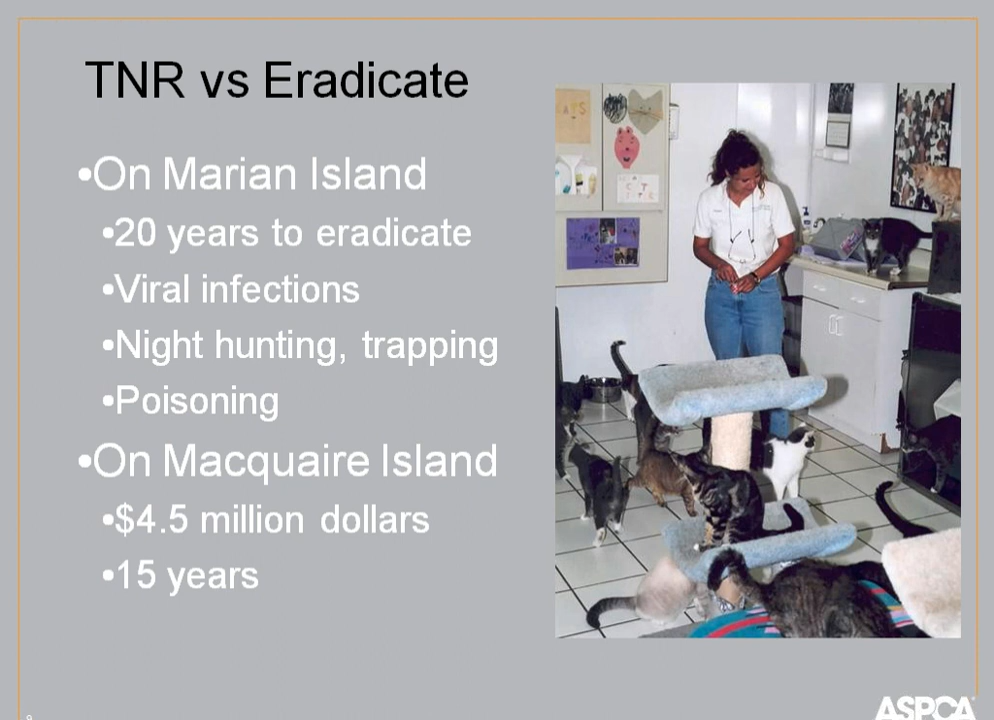 TNR vs Eradicate
•On Marian Island
•20 years to eradicate
•Viral infections
•Night hunting, trapping
•Poisoning
•On Macquaire Island
•$4.5 million dollars
•15 years
CATS
ASPCA